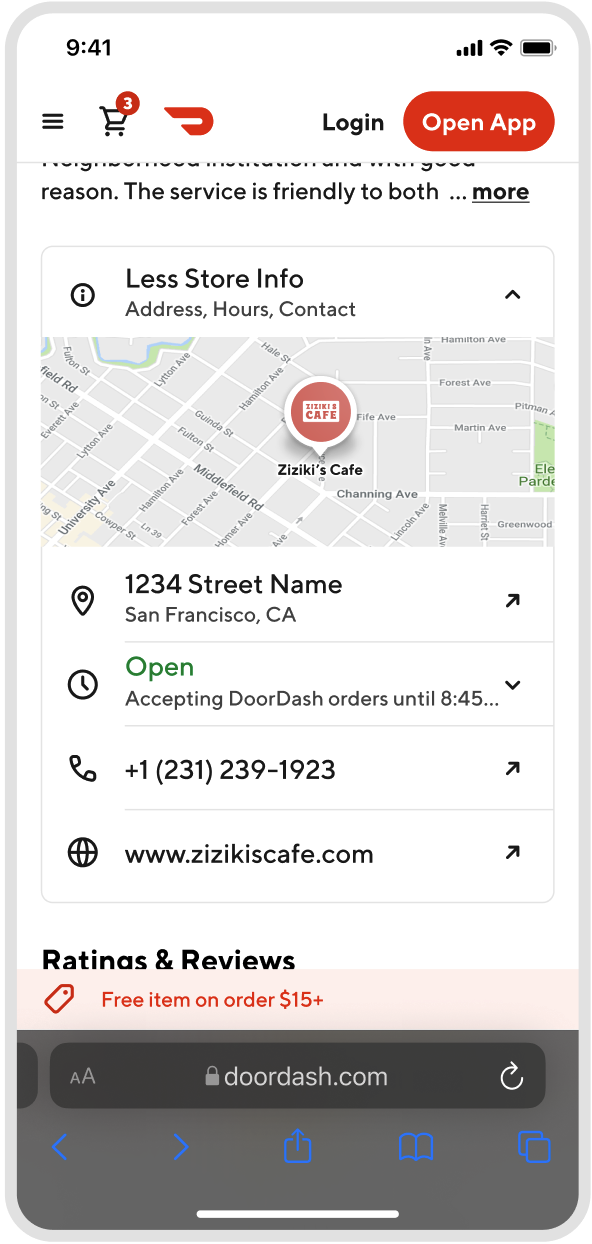 9:41
3
Login
Open App
Neighborhood institution and with good
reason. The service is friendly to both ... more
Less Store Info
Address, Hours, Contact
Hamilton Ave
Fulton St
Lytton Ave
Hale St
in Ave
field Rd
Hamilton Ave
Forest Ave
on St
Everett Ave
Lytton Ave
Guinda St
ZIZIKI'S
CAFE
Fife Ave
Pitman A
Martin Ave
Fulton St
Ziziki's Cafe
Ele
Parde
Middlefield Rd
University Ave
Hamilton Ave
Forest Ave
Channing Ave
ng St
Cowper St
Ln 39
Homer Ave
Lincoln Ave
Melville Ave
Harriet St
Greenwood
1234 Street Name
San Francisco, CA
Open
Accepting DoorDash orders until 8:45...
+1 (231) 239-1923
www.zizikiscafe.com
Ratings & Reviews
Free item on order $15+
AA
doordash.com